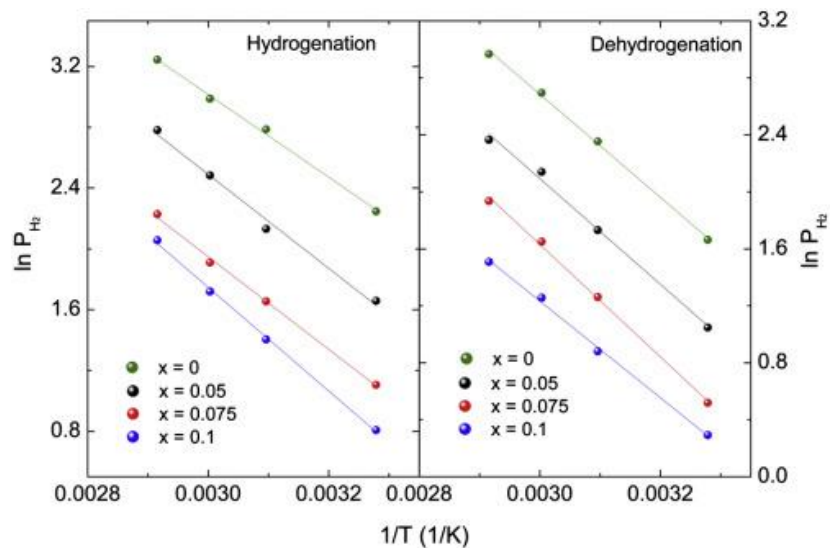 Hydrogenation
Dehydrogenation
3.2
2.4
1.6
0.8
ln P_H₂
3.2
2.4
1.6
0.8
0.0
ln P_H₂
x = 0
x = 0.05
x = 0.075
x = 0.1
x = 0
x = 0.05
x = 0.075
x = 0.1
0.0028 0.0030 0.0032 0.0028 0.0030 0.0032
1/T (1/K)